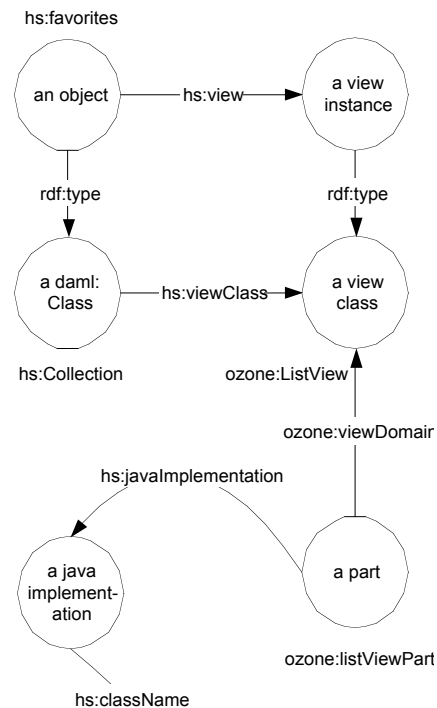 hs:favorites
an object
hs:view
a view
instance
rdf:type
rdf:type
a daml:
Class
hs:viewClass
a view
class
hs:Collection
ozone:ListView
ozone:viewDomain
hs:javaImplementation
a java
implement-
ation
a part
ozone:listViewPart
hs:className